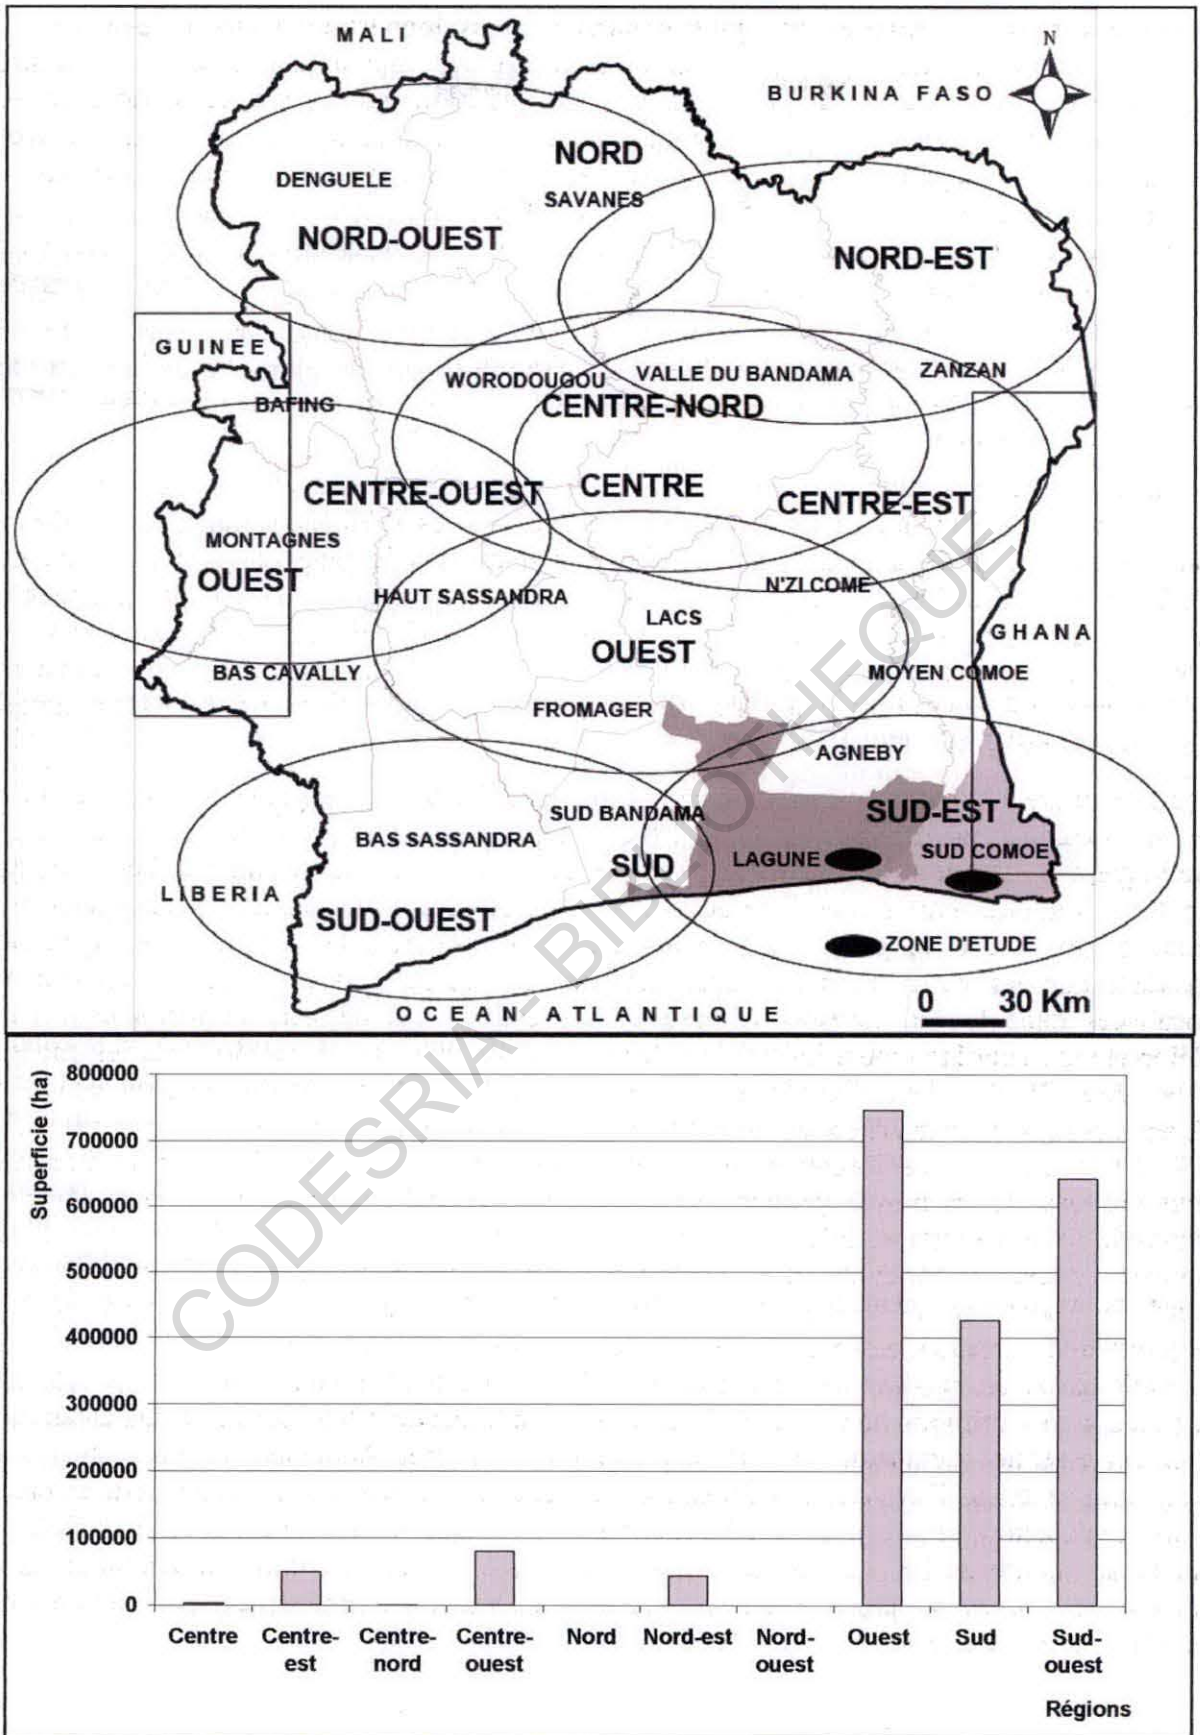 MALI
N
BURKINA FASO
NORD
DENGUELE
SAVANES
NORD-OUEST
NORD-EST
GUINEE
WORODOUGOU
VALLE DU BANDAMA
ZANZAN
BAFING
CENTRE-NORD
CENTRE-OUEST
CENTRE
CENTRE-EST
MONTAGNES
OUEST
HAUT SASSANDRA
N'ZI COME
LACS
GHANA
OUEST
BAS CAVALLY
MOYEN COMOE
FROMAGER
AGNEBY
SUD BANDAMA
SUD-EST
BAS SASSANDRA
SUD
LAGUNE
SUD COMOE
LIBERIA
SUD-OUEST
ZONE D'ETUDE
OCEAN ATLANTIQUE
0 30 Km
CODESRIA - BIBLIOTHEQUE
Superficie (ha)
800000
700000
600000
500000
400000
300000
200000
100000
0
Centre
Centre-
est
Centre-
nord
Centre-
ouest
Nord
Nord-est
Nord-
ouest
Ouest
Sud
Sud-
ouest
Régions